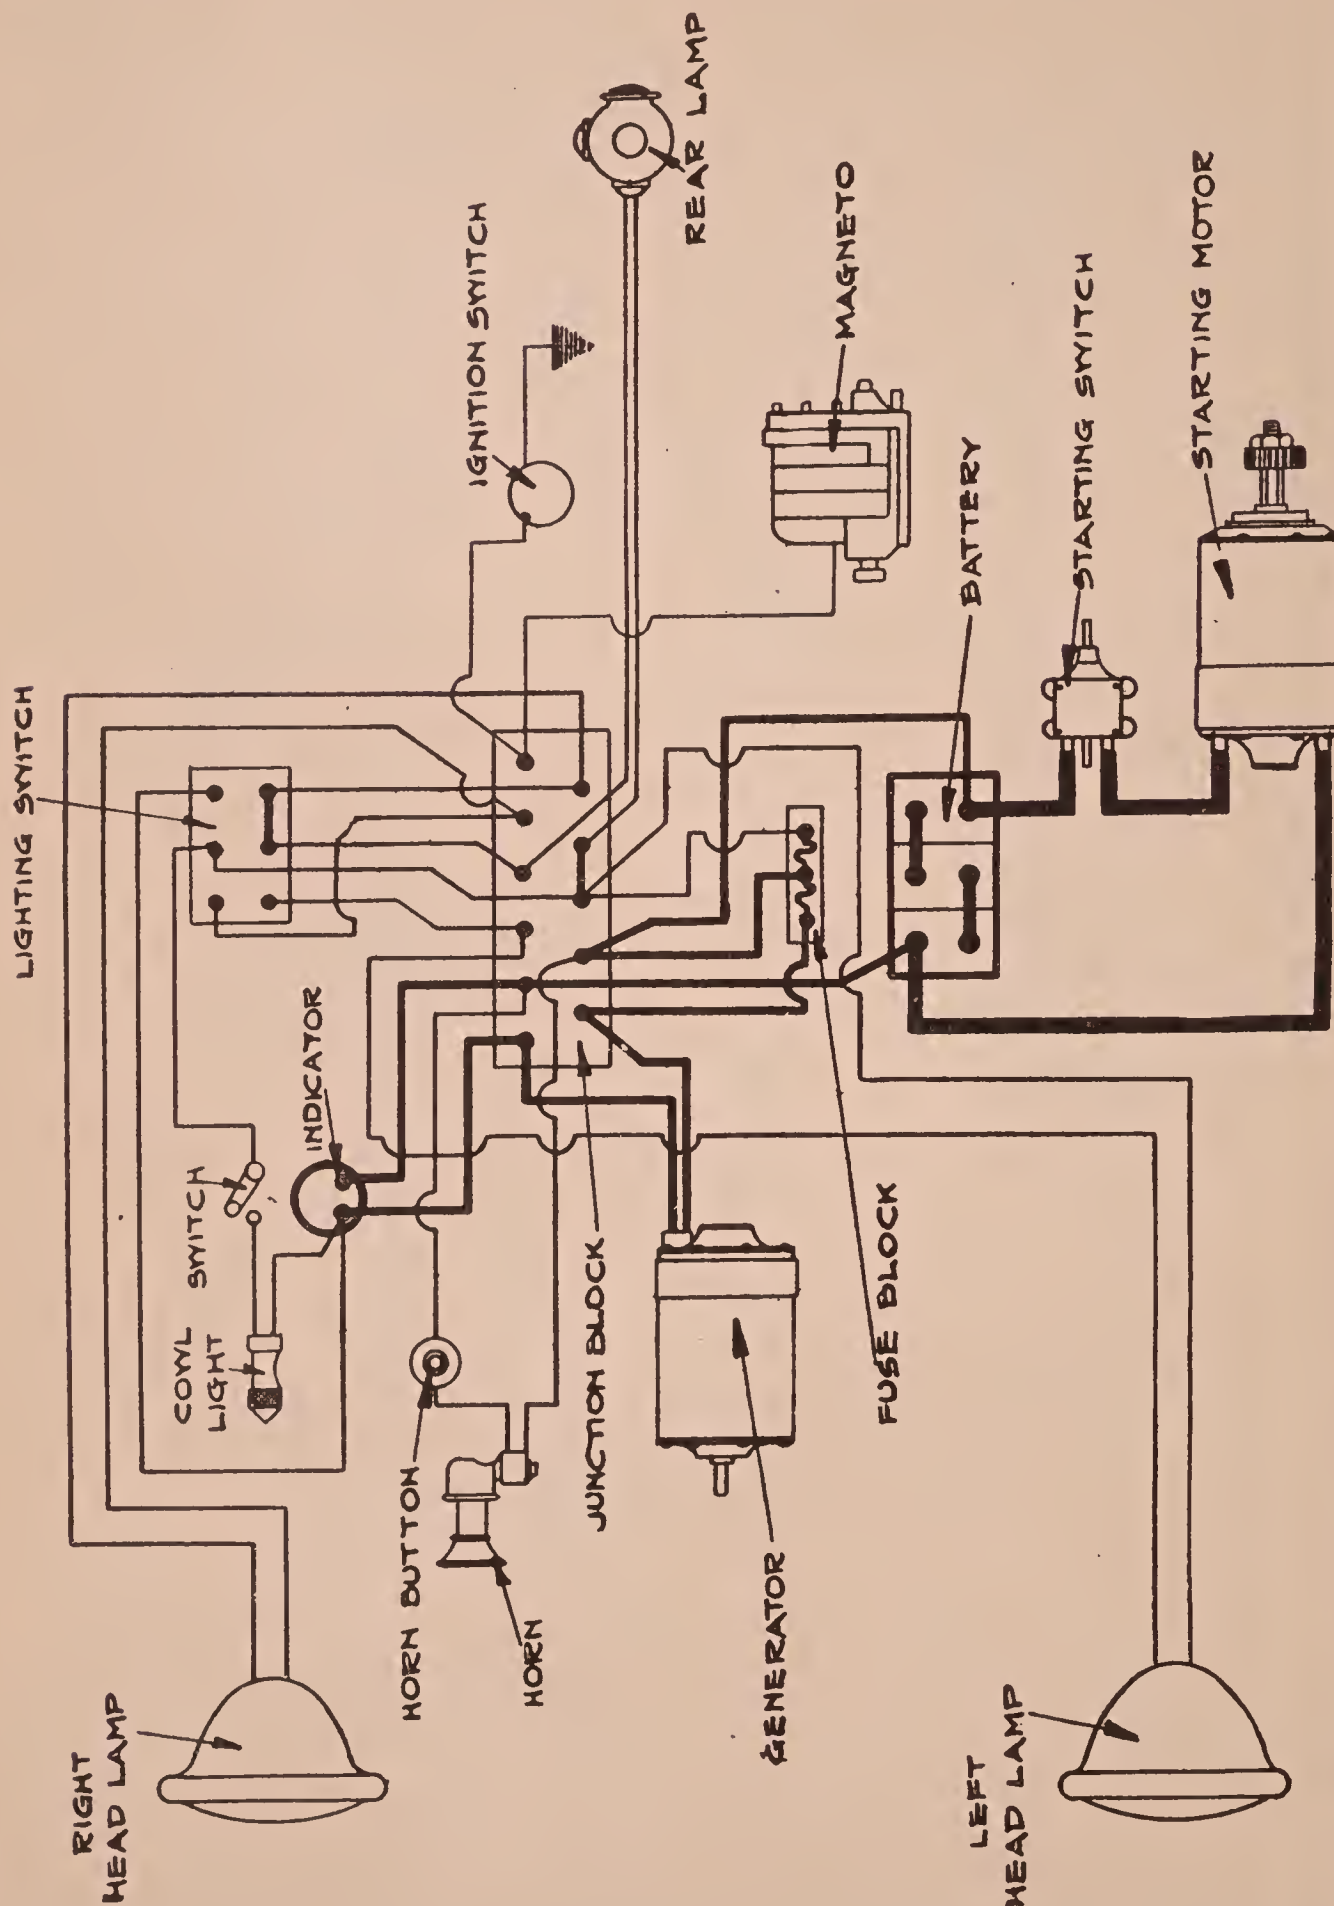 RIGHT
HEAD LAMP
LIGHTING SWITCH
COWL
LIGHT
SWITCH
INDICATOR
HORN BUTTON
IGNITION SWITCH
HORN
JUNCTION BLOCK
REAR LAMP
GENERATOR
MAGNETO
FUSE BLOCK
LEFT
HEAD LAMP
BATTERY
STARTING SWITCH
STARTING MOTOR